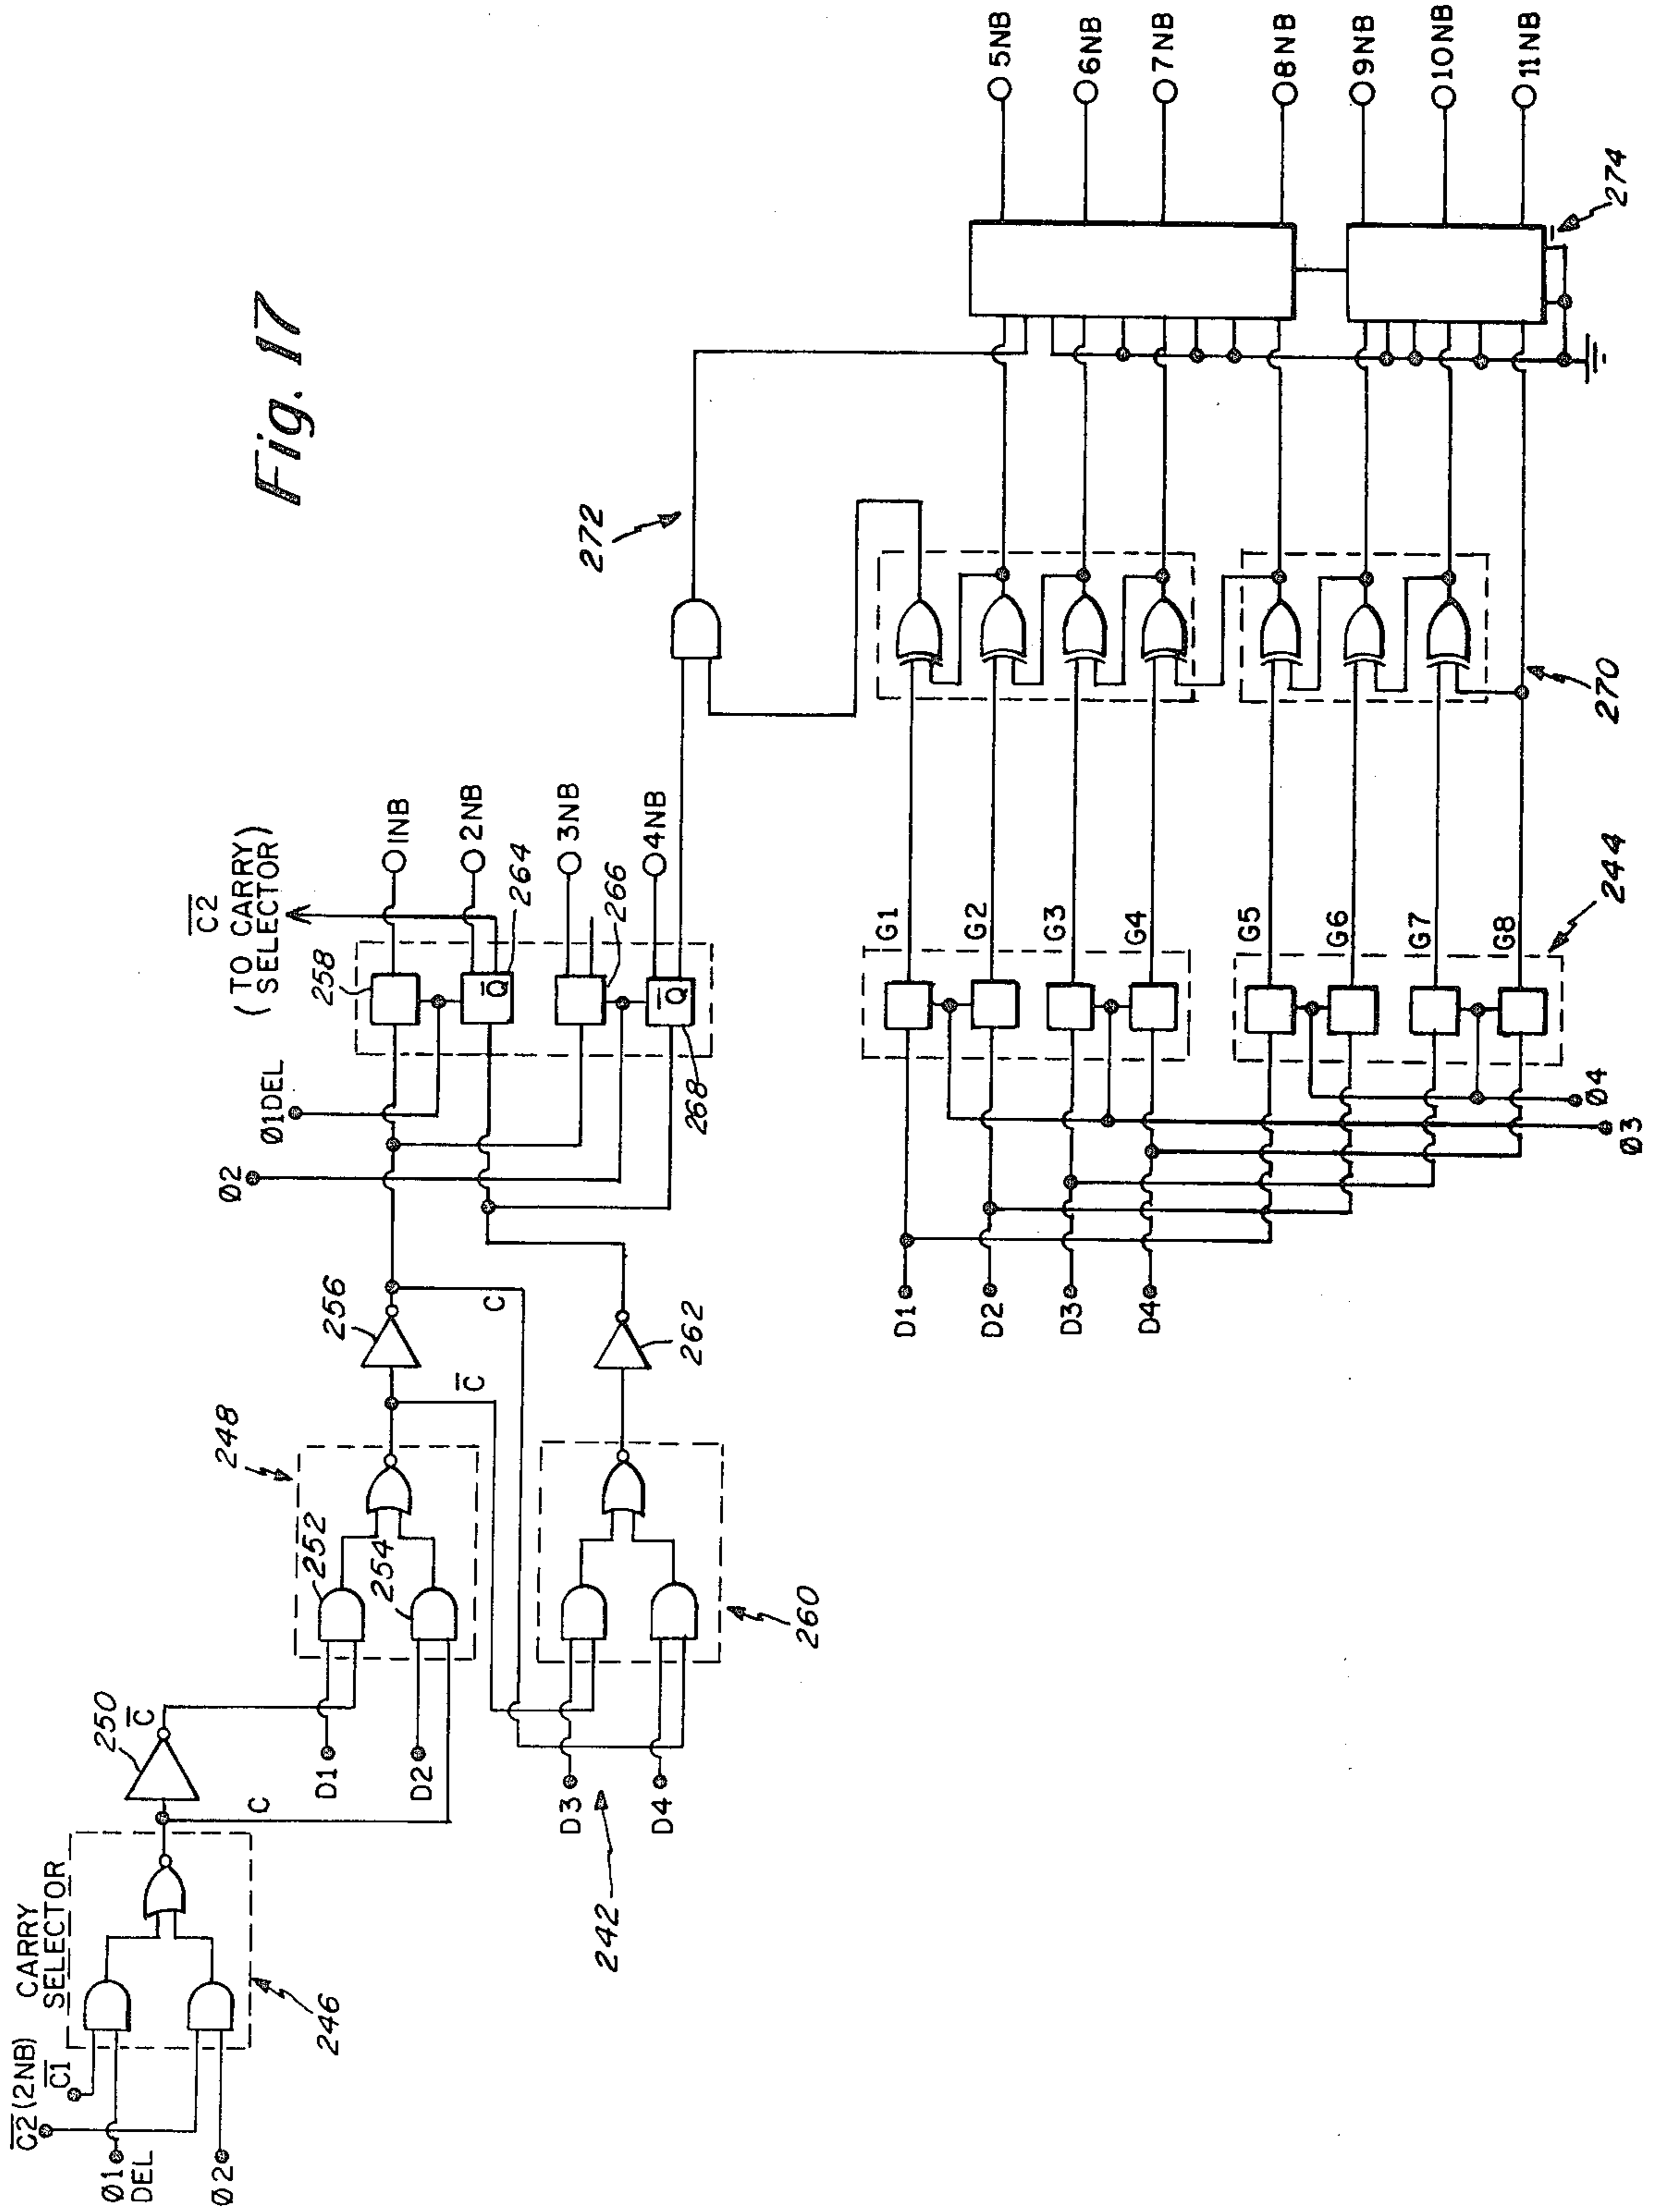 Fig. 17
C2 (2NB)
C1
CARRY
SELECTOR
Ø1
DEL
Ø2
246
250
C
C
D1
D2
252
254
248
256
C
C
D3
D4
242
260
262
Ø2
Ø1DEL
C2
(TO CARRY
SELECTOR)
258
Q
264
266
Q
268
1NB
2NB
3NB
4NB
272
D1
D2
D3
D4
Ø3
Ø4
G1
G2
G3
G4
G5
G6
G7
G8
244
270
274
5NB
6NB
7NB
8NB
9NB
10NB
11NB